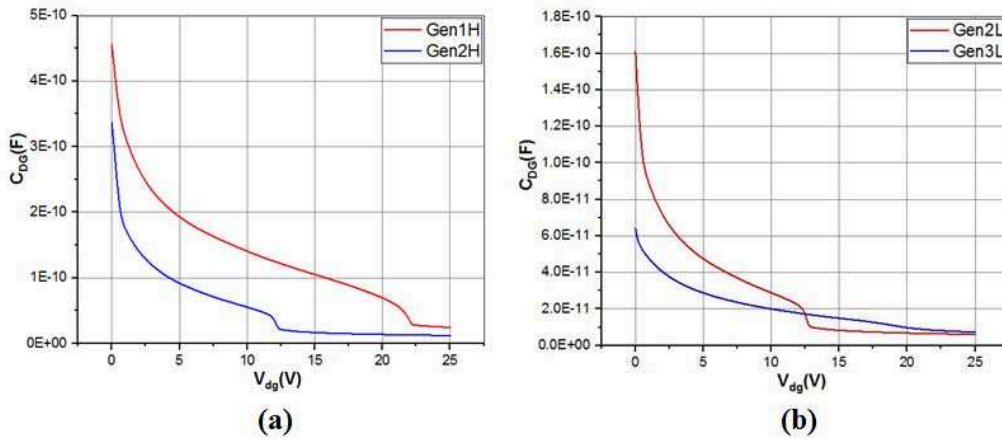 5E-10
4E-10
3E-10
2E-10
1E-10
0E+00
C_DG(F)
Gen1H
Gen2H
0 5 10 15 20 25
V_dg(V)
(a)
1.8E-10
1.6E-10
1.4E-10
1.2E-10
1.0E-10
8.0E-11
6.0E-11
4.0E-11
2.0E-11
0.0E+00
C_DG(F)
Gen2L
Gen3L
0 5 10 15 20 25
V_dg(V)
(b)